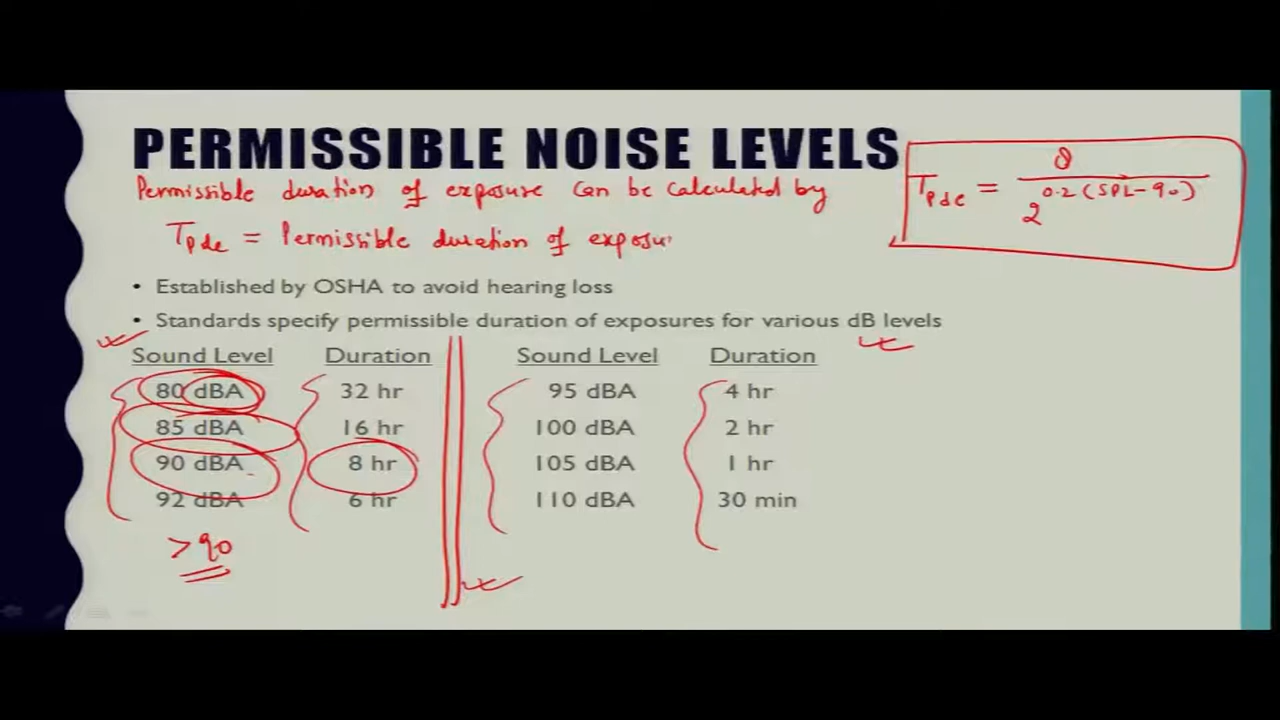 PERMISSIBLE NOISE LEVELS
Permissible duration of exposure can be calculated by
Tpde = 8 / 2^0.2 (SPL-90)
Tpde = Permissible duration of exposu
• Established by OSHA to avoid hearing loss
• Standards specify permissible duration of exposures for various dB levels
Sound Level Duration Sound Level Duration
80 dBA 32 hr 95 dBA 4 hr
85 dBA 16 hr 100 dBA 2 hr
90 dBA 8 hr 105 dBA 1 hr
92 dBA 6 hr 110 dBA 30 min
>90